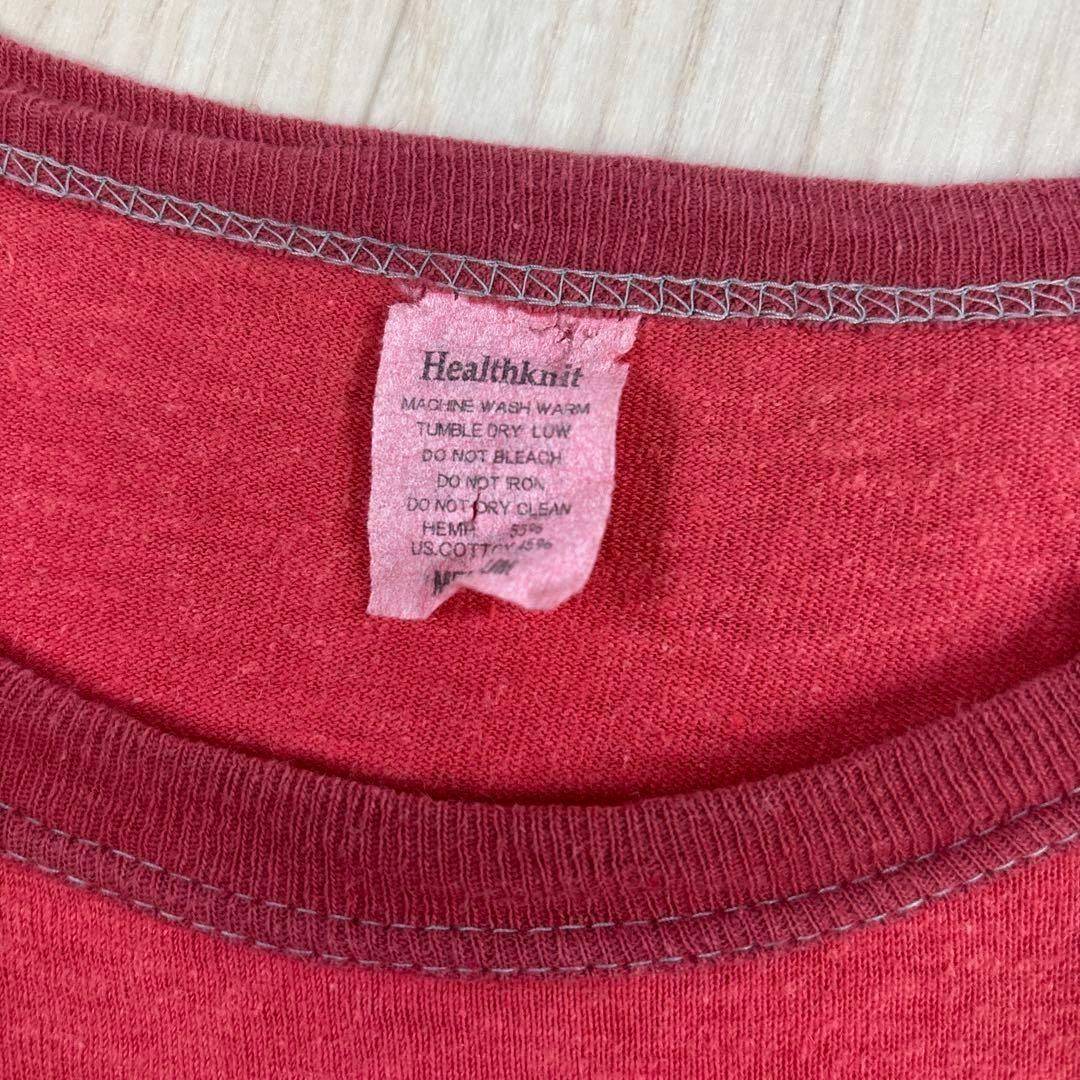 Healthknit
MACHINE WASH WARM
TUMBLE DRY LOW
DO NOT BLEACH
DO NOT IRON
DO NOT DRY CLEAN
HEMP 55%
US.COTTON 45%
MEDIUM